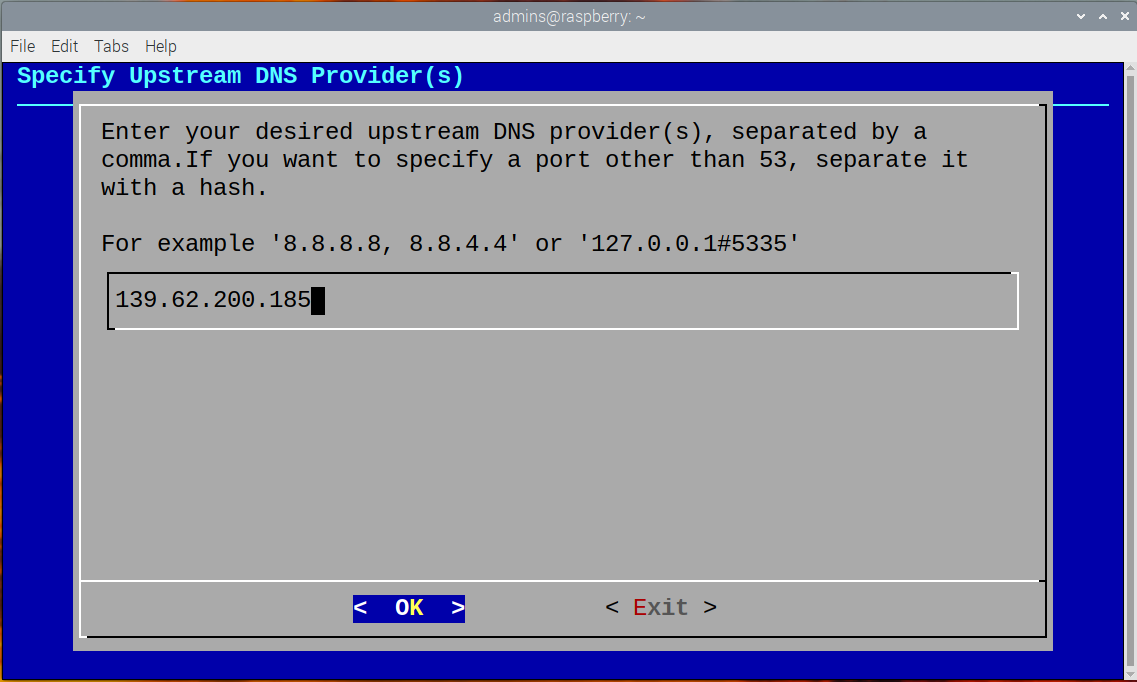 admins@raspberry: ~
File Edit Tabs Help
Specify Upstream DNS Provider(s)
Enter your desired upstream DNS provider(s), separated by a
comma.If you want to specify a port other than 53, separate it
with a hash.
For example '8.8.8.8, 8.8.4.4' or '127.0.0.1#5335'
139.62.200.185
< OK > < Exit >